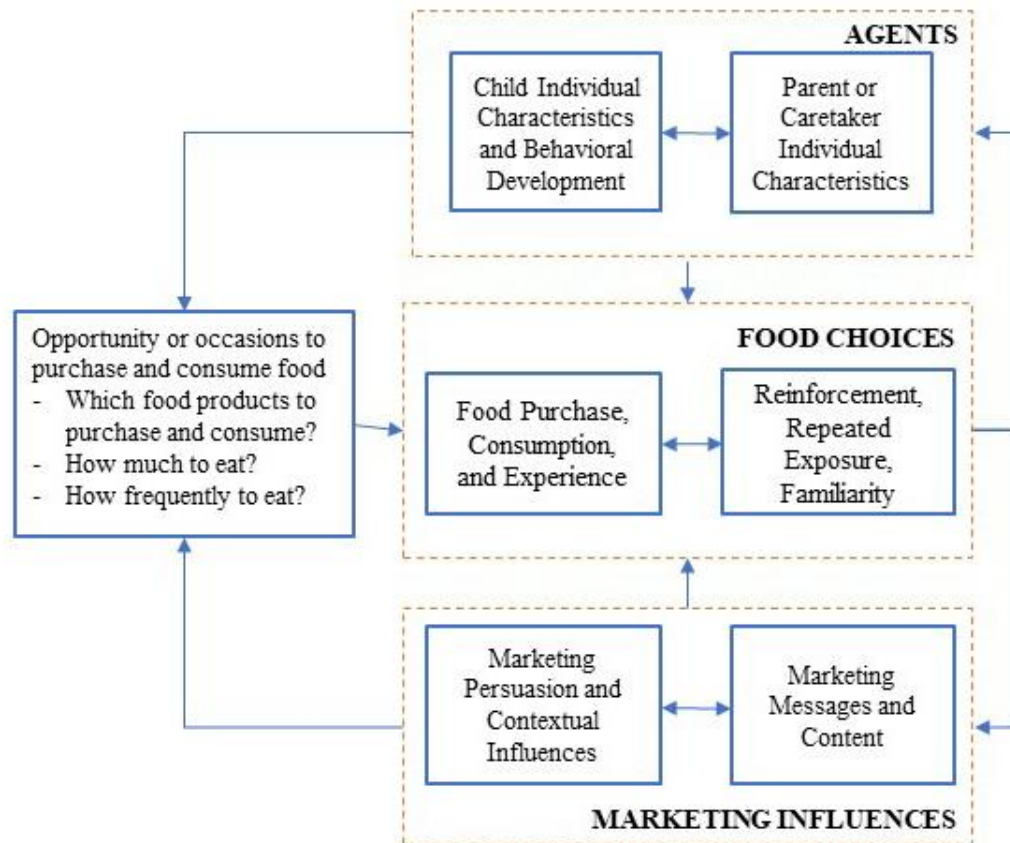 AGENTS
Child Individual
Characteristics
and Behavioral
Development
Parent or
Caretaker
Individual
Characteristics
Opportunity or occasions to
purchase and consume food
- Which food products to
purchase and consume?
- How much to eat?
- How frequently to eat?
FOOD CHOICES
Food Purchase,
Consumption,
and Experience
Reinforcement,
Repeated
Exposure,
Familiarity
Marketing
Persuasion and
Contextual
Influences
Marketing
Messages and
Content
MARKETING INFLUENCES